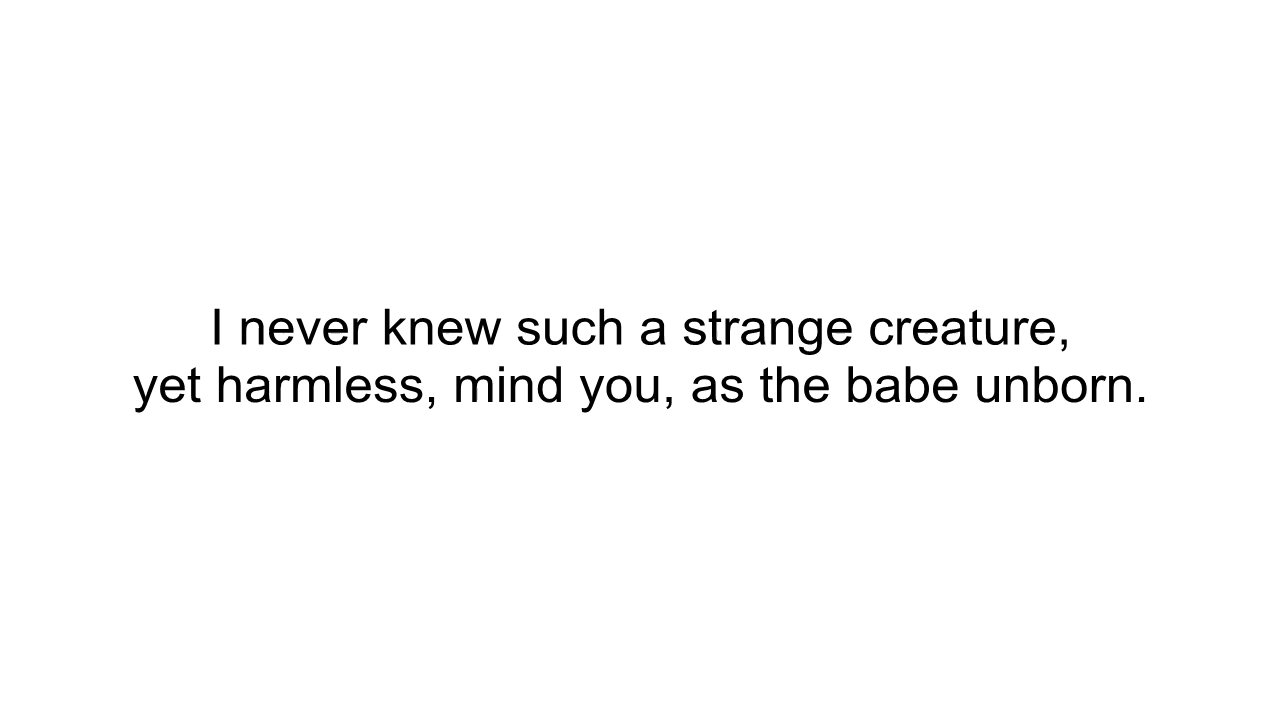 I never knew such a strange creature,
yet harmless, mind you, as the babe unborn.